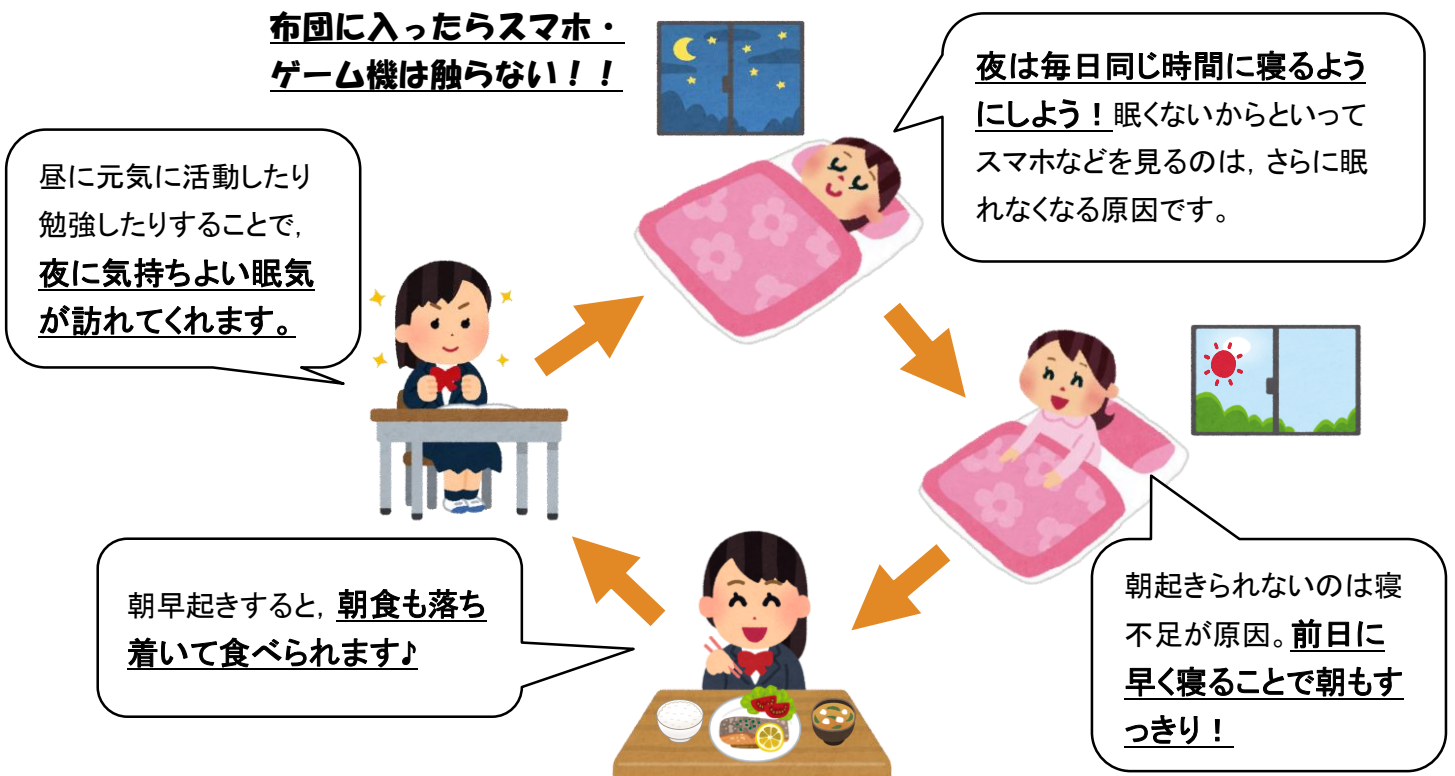 布団に入ったらスマホ・
ゲーム機は触らない！！
夜は毎日同じ時間に寝るよう
にしよう！眠くないからといって
スマホなどを見るのは，さらに眠
れなくなる原因です。
朝起きられないのは寝
不足が原因。前日に
早く寝ることで朝もす
っきり！
朝早起きすると，朝食も落ち
着いて食べられます♪
昼に元気に活動したり
勉強したりすることで，
夜に気持ちよい眠気
が訪れてくれます。